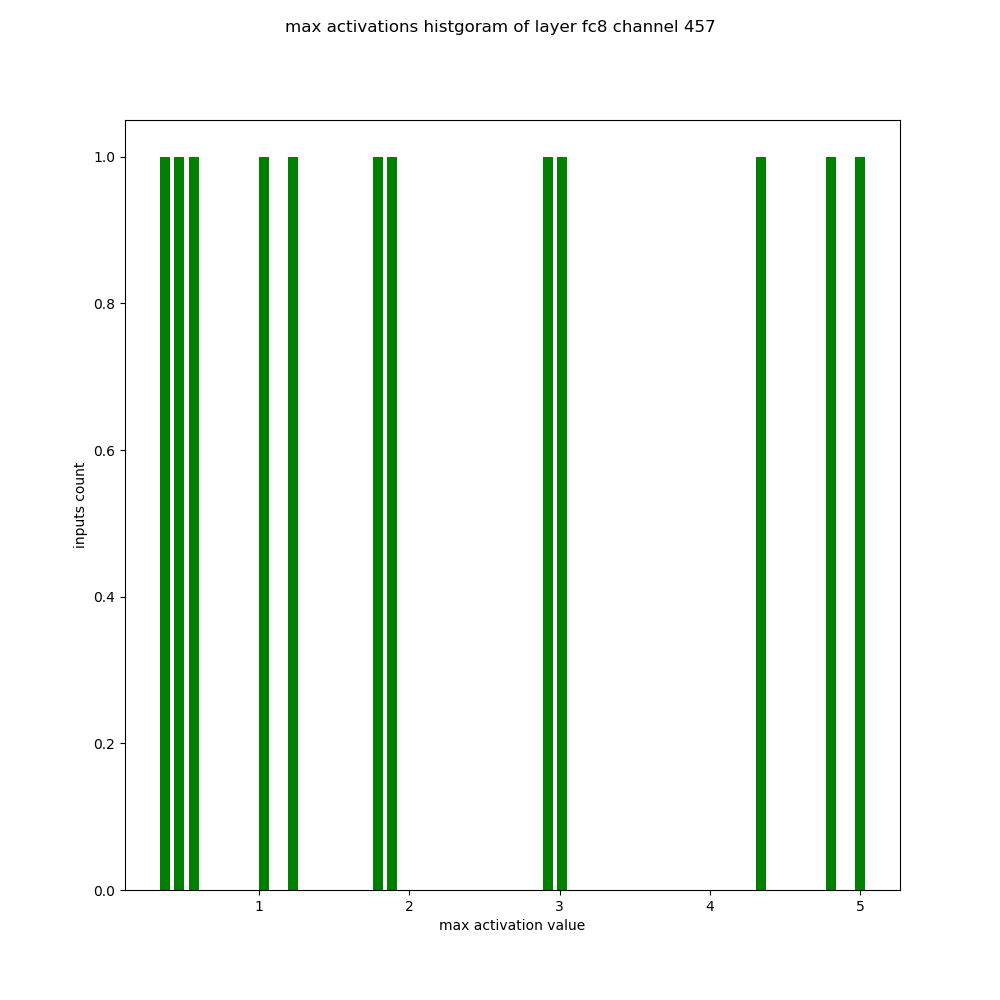 max activations histgoram of layer fc8 channel 457
1.0
0.8
0.6
0.4
0.2
0.0
inputs count
1 2 3 4 5
max activation value